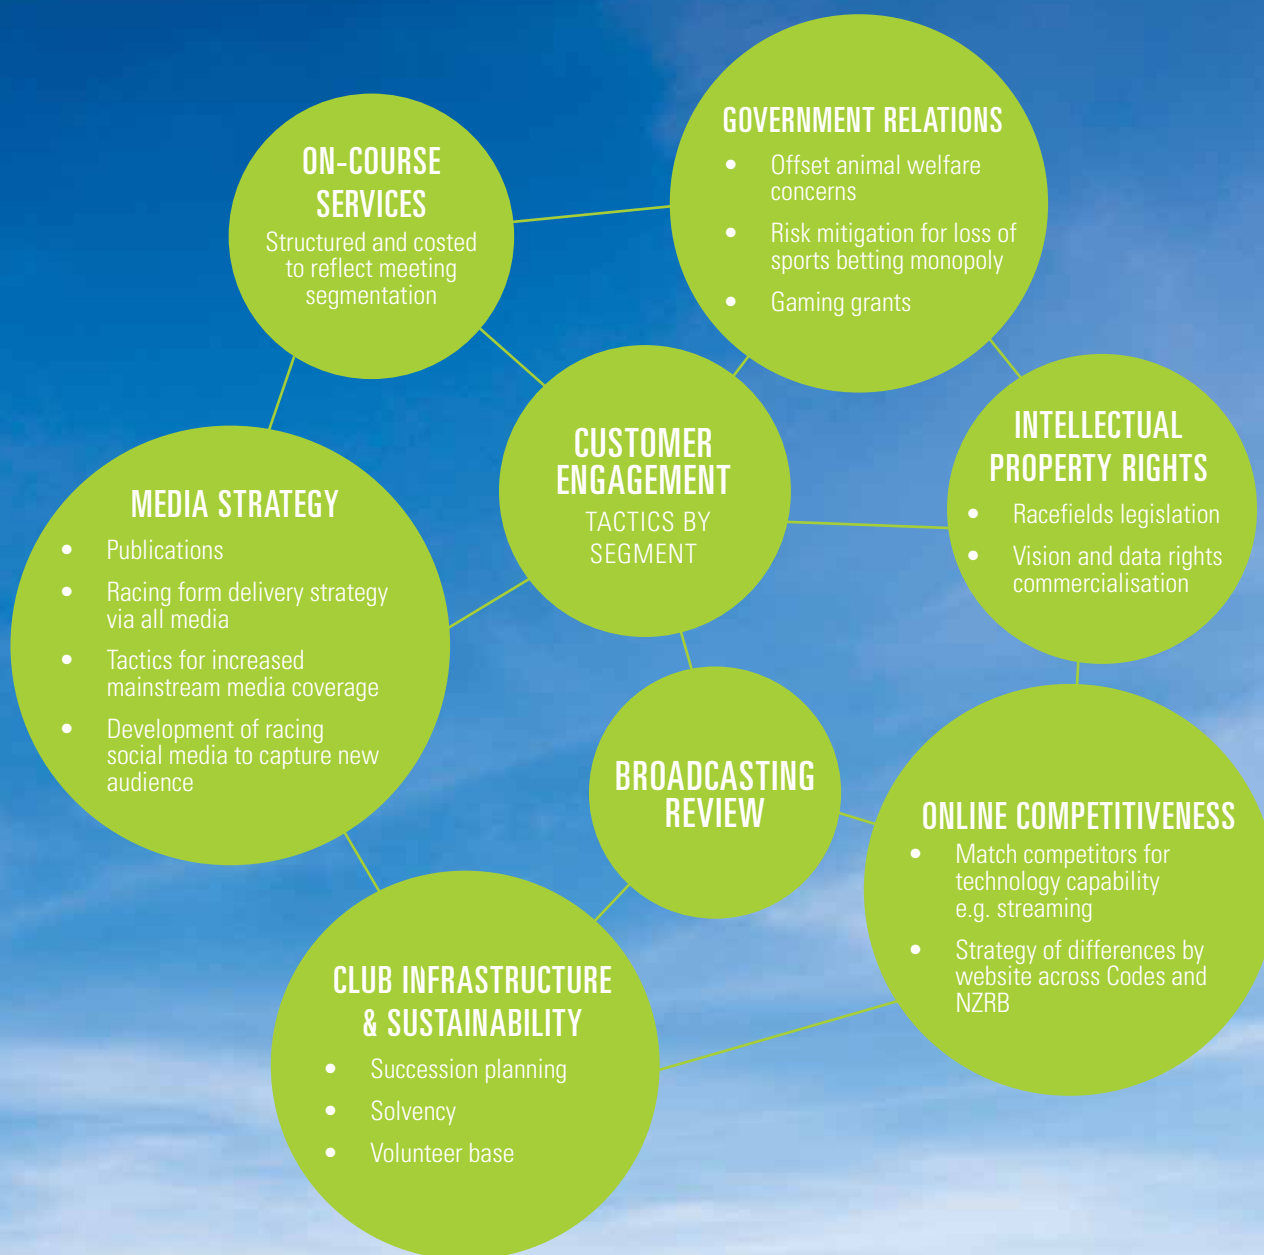 ON-COURSE
SERVICES
Structured and costed
to reflect meeting
segmentation
GOVERNMENT RELATIONS
• Offset animal welfare
concerns
• Risk mitigation for loss of
sports betting monopoly
• Gaming grants
CUSTOMER
ENGAGEMENT
TACTICS BY
SEGMENT
INTELLECTUAL
PROPERTY RIGHTS
• Racefields legislation
• Vision and data rights
commercialisation
MEDIA STRATEGY
• Publications
• Racing form delivery strategy
via all media
• Tactics for increased
mainstream media coverage
• Development of racing
social media to capture new
audience
BROADCASTING
REVIEW
ONLINE COMPETITIVENESS
• Match competitors for
technology capability
e.g. streaming
• Strategy of differences by
website across Codes and
NZRB
CLUB INFRASTRUCTURE
& SUSTAINABILITY
• Succession planning
• Solvency
• Volunteer base